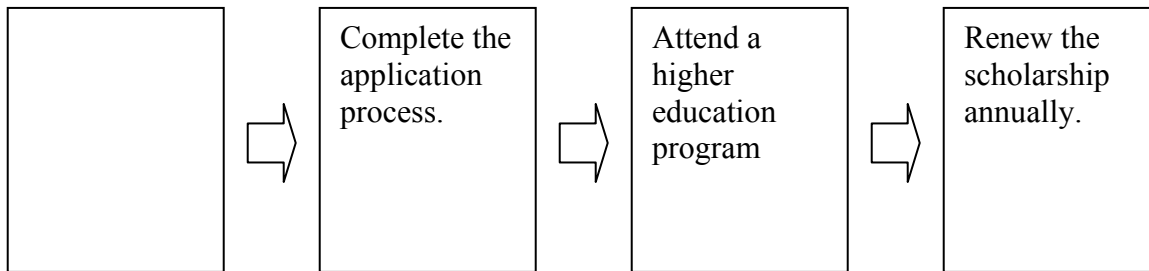 Complete the
application
process.
Attend a
higher
education
program
Renew the
scholarship
annually.